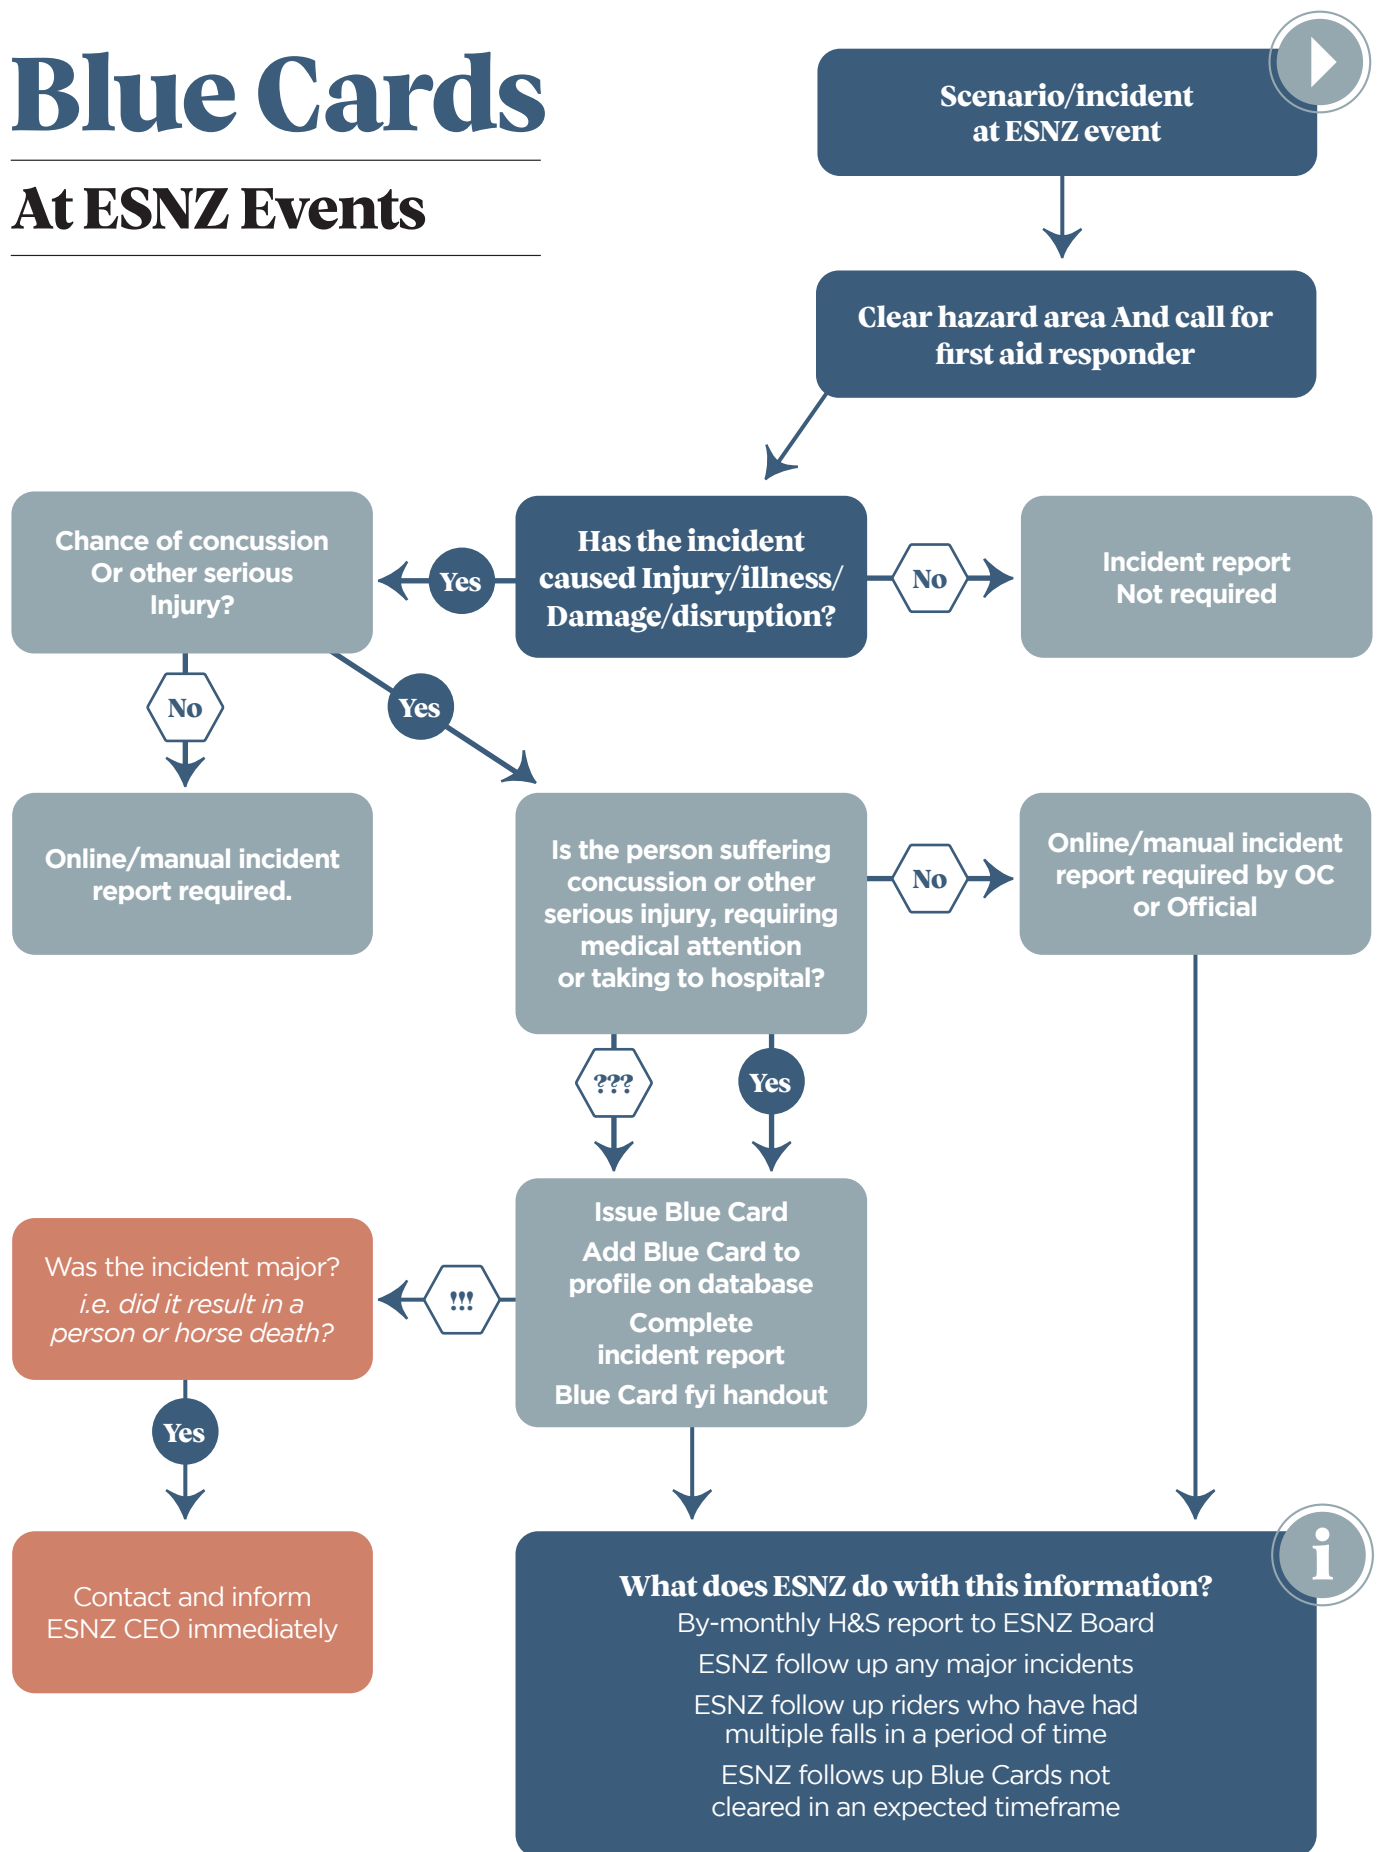 Blue Cards
At ESNZ Events
Scenario/incident
at ESNZ event
Clear hazard area And call for
first aid responder
Chance of concussion
Or other serious
Injury?
Yes
Has the incident
caused Injury/illness/
Damage/disruption?
No
Incident report
Not required
No
Yes
Online/manual incident
report required.
Is the person suffering
concussion or other
serious injury, requiring
medical attention
or taking to hospital?
No
Online/manual incident
report required by OC
or Official
???
Yes
Was the incident major?
i.e. did it result in a
person or horse death?
!!!
Issue Blue Card
Add Blue Card to
profile on database
Complete
incident report
Blue Card fyi handout
Yes
Contact and inform
ESNZ CEO immediately
i
What does ESNZ do with this information?
By-monthly H&S report to ESNZ Board
ESNZ follow up any major incidents
ESNZ follow up riders who have had
multiple falls in a period of time
ESNZ follows up Blue Cards not
cleared in an expected timeframe